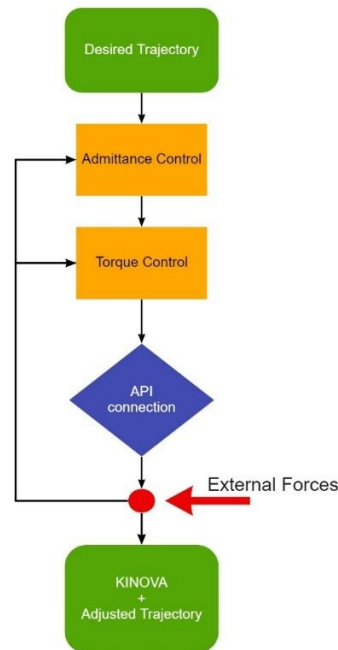 Desired Trajectory
Admittance Control
Torque Control
API
connection
External Forces
KINOVA
+
Adjusted Trajectory